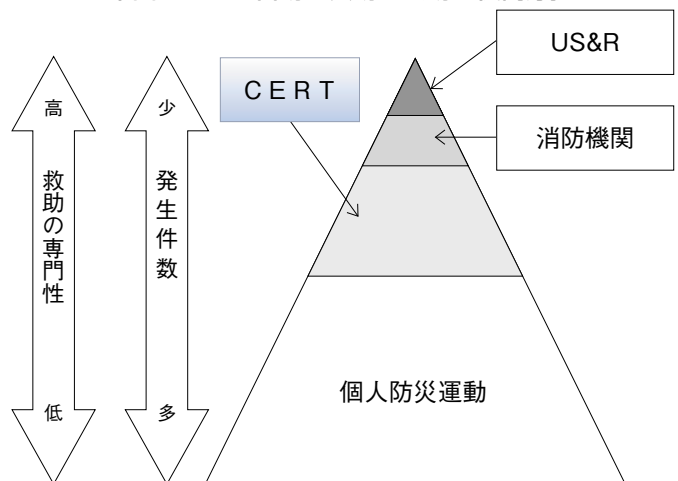 US&R
CERT
消防機関
高
救助の専門性
低
少
発生件数
多
個人防災運動